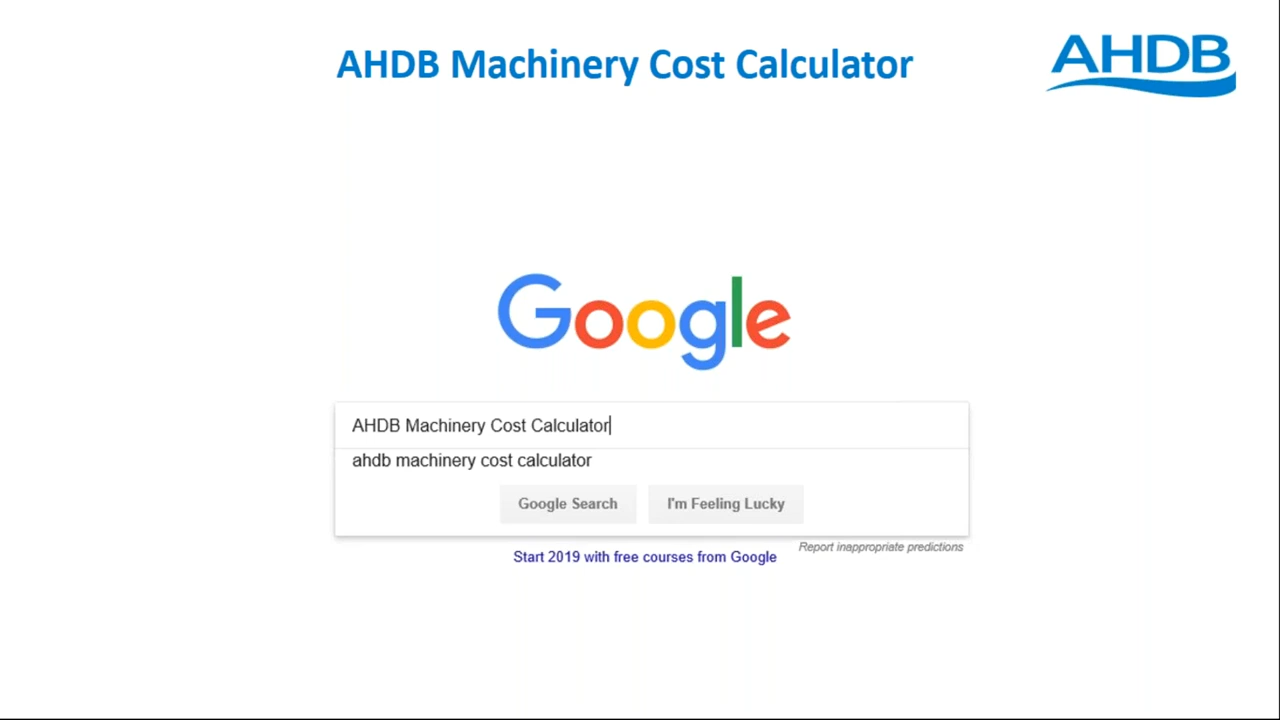 AHDB Machinery Cost Calculator
AHDB
Google
AHDB Machinery Cost Calculator
ahdb machinery cost calculator
Google Search
I'm Feeling Lucky
Report inappropriate predictions
Start 2019 with free courses from Google